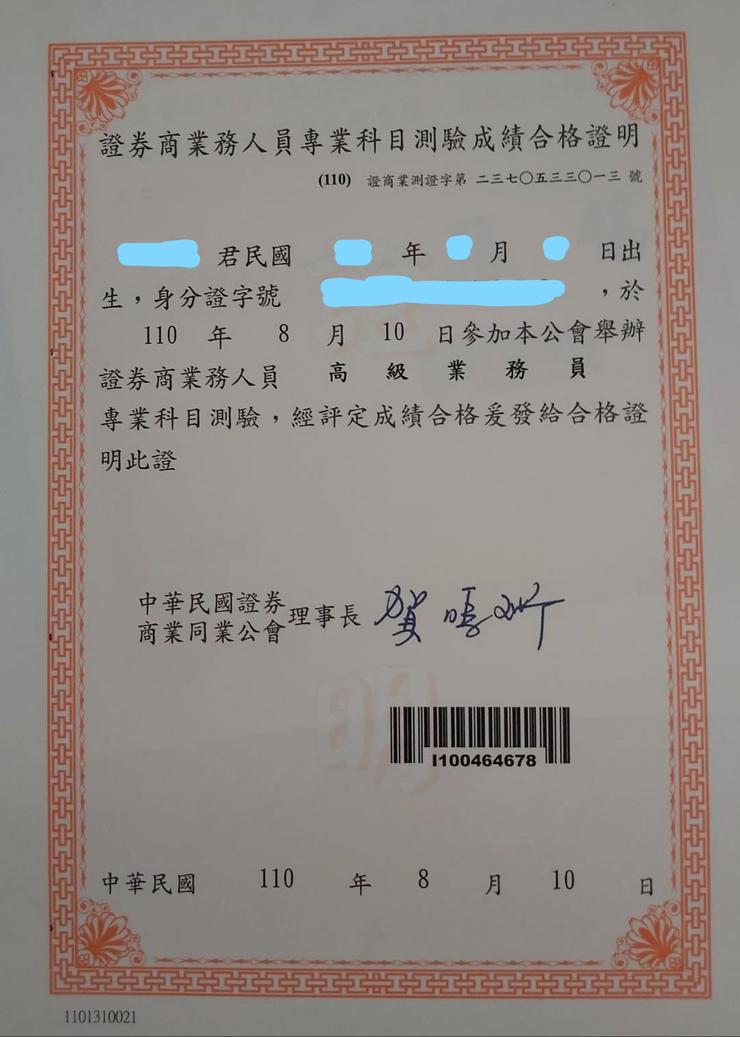 證券商業務人員專業科目測驗成績合格證明
(110) 證商業測證字第 二三七〇五三三〇一三 號
君民國 年 月 日出
生，身分證字號 ，於
110 年 8 月 10 日參加本公會舉辦
證券商業務人員 高級業務員
專業科目測驗，經評定成績合格爰發給合格證
明此證
中華民國證券
商業同業公會
理事長 賀鳴珩
I100464678
中華民國 110 年 8 月 10 日
1101310021